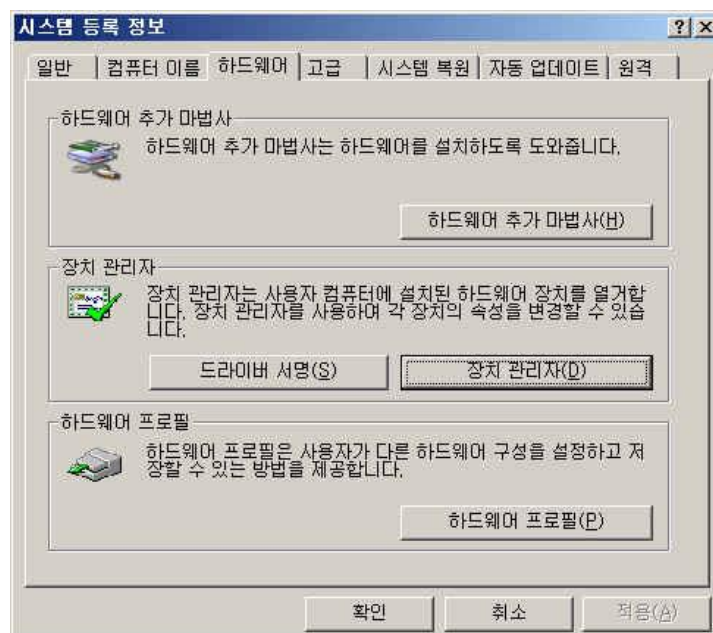 시스템 등록 정보
일반 컴퓨터 이름 하드웨어 고급 시스템 복원 자동 업데이트 원격
하드웨어 추가 마법사
하드웨어 추가 마법사는 하드웨어를 설치하도록 도와줍니다.
하드웨어 추가 마법사(H)
장치 관리자
장치 관리자는 사용자 컴퓨터에 설치된 하드웨어 장치를 열거합
니다. 장치 관리자를 사용하여 각 장치의 속성을 변경할 수 있습
니다.
드라이버 서명(S) 장치 관리자(D)
하드웨어 프로필
하드웨어 프로필은 사용자가 다른 하드웨어 구성을 설정하고 저
장할 수 있는 방법을 제공합니다.
하드웨어 프로필(P)
확인 취소 적용(A)